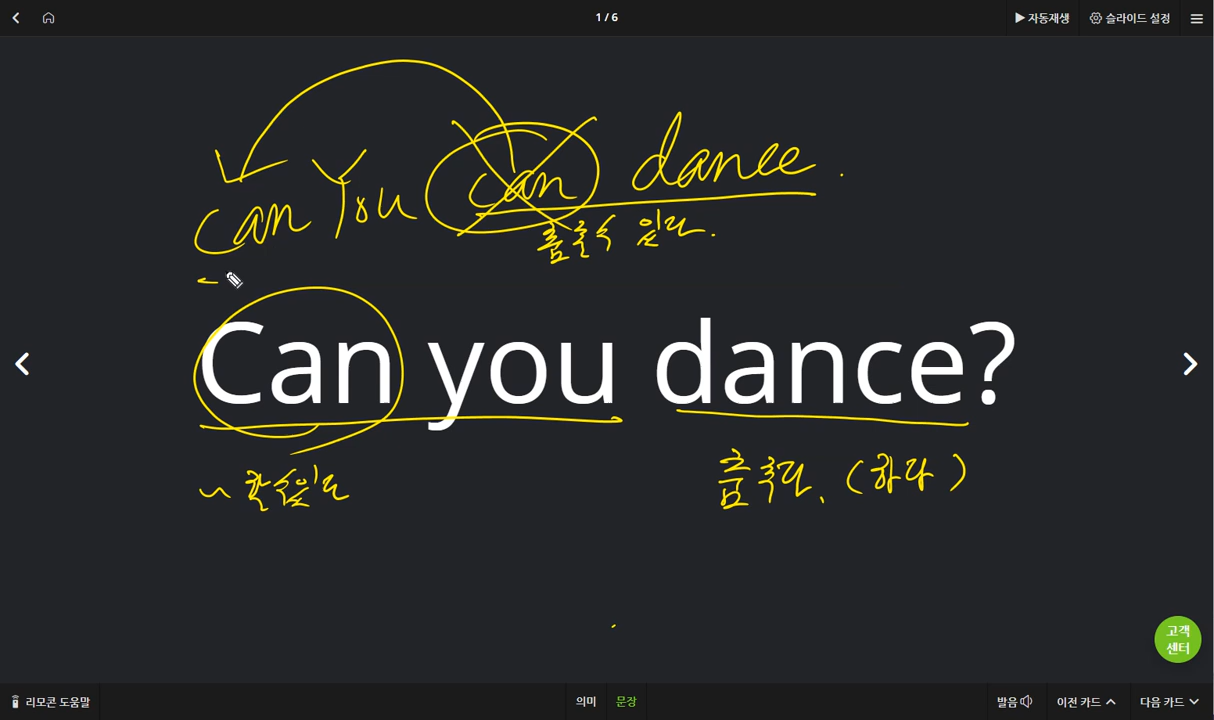 1 / 6
자동재생
슬라이드 설정
can You can dance.
춤출 수 있다.
Can you dance?
~ 할 수 있다
춤추다. (하다)
고객
센터
리모콘 도움말
의미
문장
발음
이전 카드
다음 카드